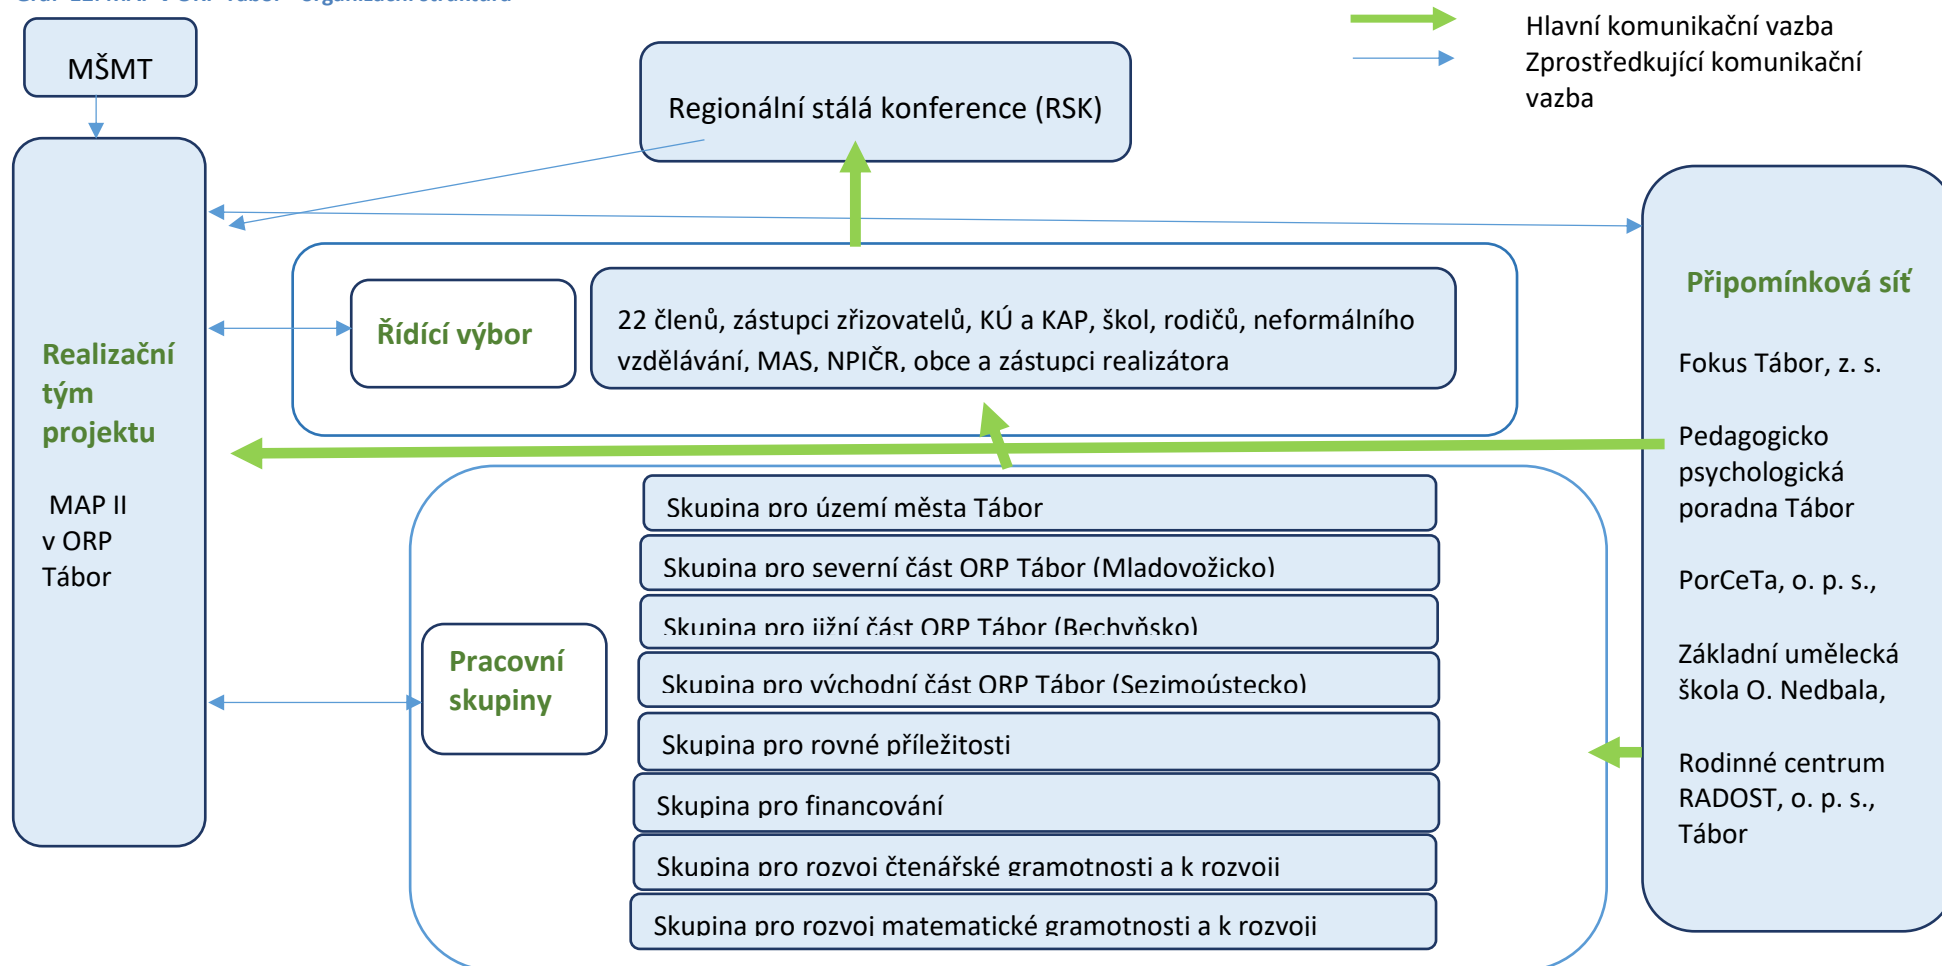 MŠMT
Hlavní komunikační vazba
Zprostředkující komunikační
vazba
Regionální stálá konference (RSK)
Realizační
tým
projektu
MAP II
v ORP
Tábor
Řídící výbor
22 členů, zástupci zřizovatelů, KÚ a KAP, škol, rodičů, neformálního
vzdělávání, MAS, NPIČR, obce a zástupci realizátora
Pracovní
skupiny
Skupina pro území města Tábor
Skupina pro severní část ORP Tábor (Mladovožicko)
Skupina pro jižní část ORP Tábor (Bechyňsko)
Skupina pro východní část ORP Tábor (Sezimoústecko)
Skupina pro rovné příležitosti
Skupina pro financování
Skupina pro rozvoj čtenářské gramotnosti a k rozvoji
Skupina pro rozvoj matematické gramotnosti a k rozvoji
Připomínková síť
Fokus Tábor, z. s.
Pedagogicko
psychologická
poradna Tábor
PorCeTa, o. p. s.,
Základní umělecká
škola O. Nedbala,
Rodinné centrum
RADOST, o. p. s.,
Tábor